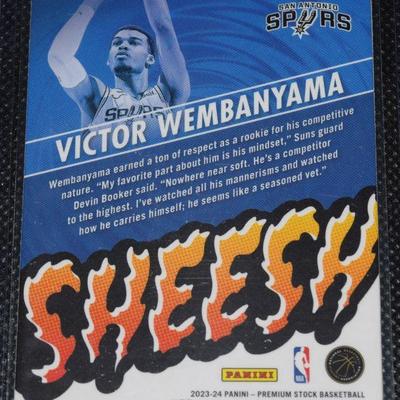 SAN ANTONIO
SPURS
SPURS
VICTOR WEMBANYAMA
Wembanyama earned a ton of respect as a rookie for his competitive
nature. "My favorite part about him is his mindset," Suns guard
Devin Booker said. "Nowhere near soft. He's a competitor
to the highest. I've watched all his mannerisms and watched
how he carries himself; he seems like a seasoned vet."
SHEESH
PANINI
NBA
2023-24 PANINI – PREMIUM STOCK BASKETBALL